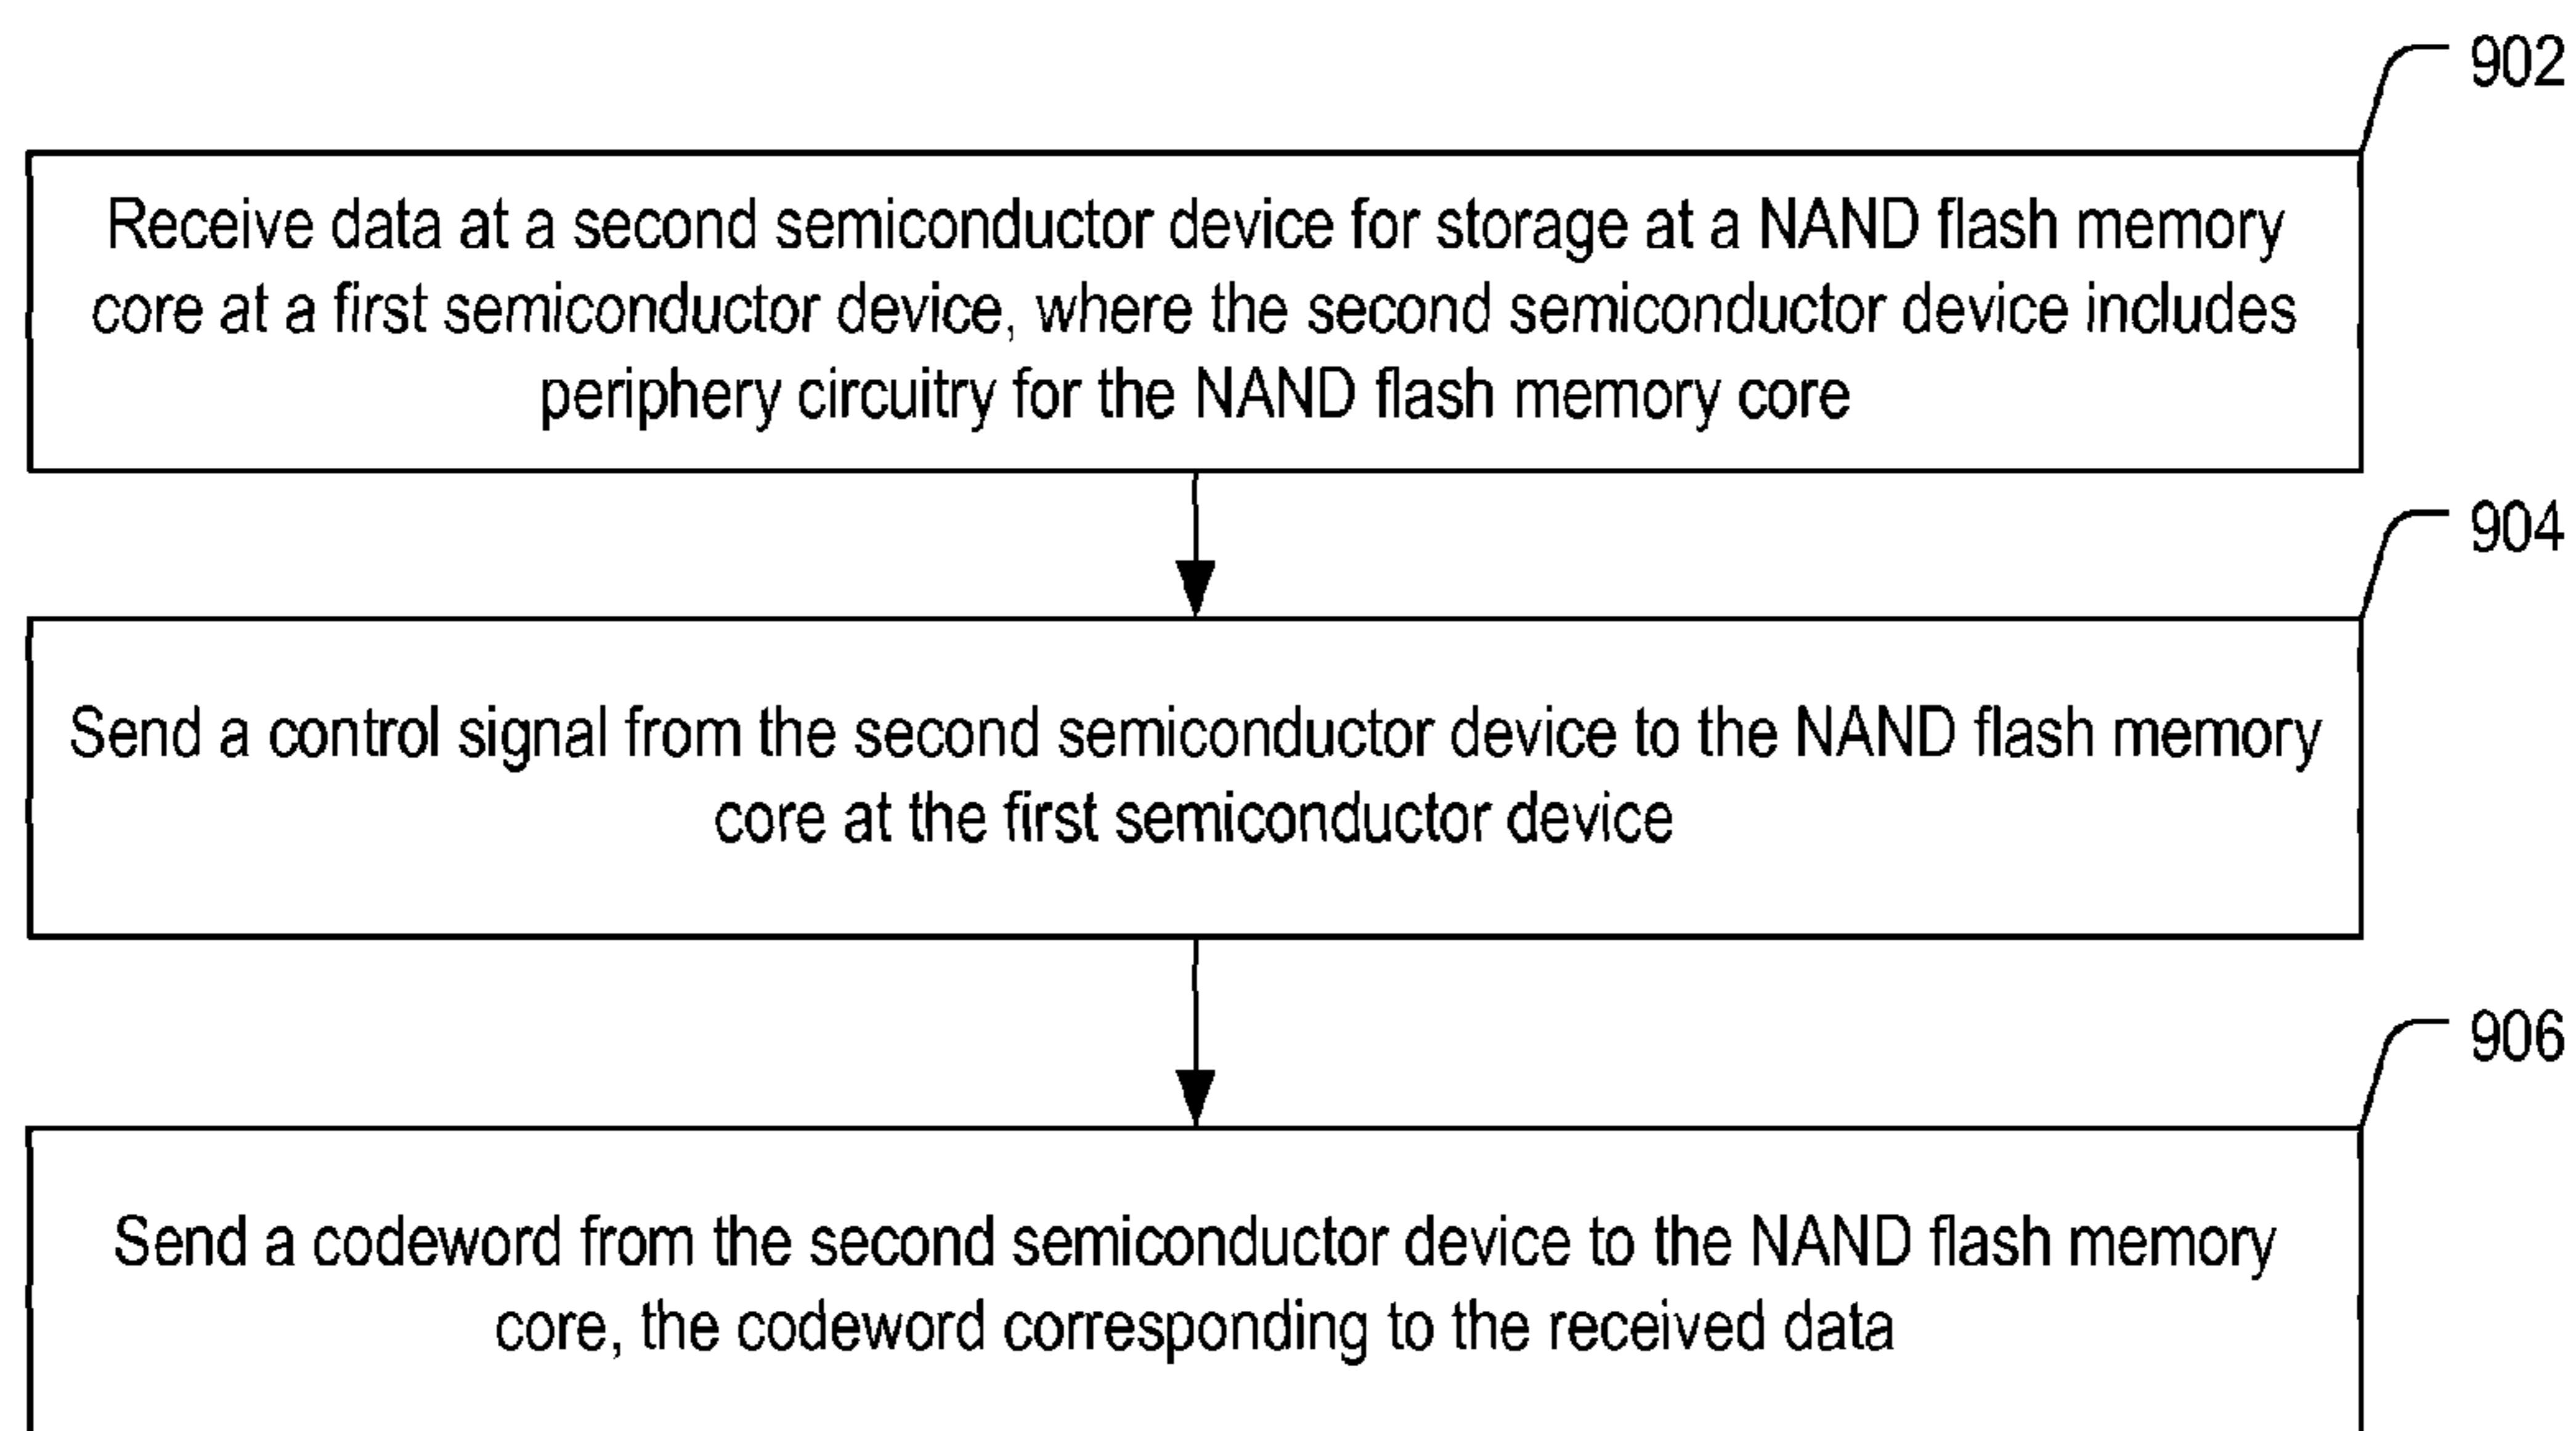 902
Receive data at a second semiconductor device for storage at a NAND flash memory
core at a first semiconductor device, where the second semiconductor device includes
periphery circuitry for the NAND flash memory core
904
Send a control signal from the second semiconductor device to the NAND flash memory
core at the first semiconductor device
906
Send a codeword from the second semiconductor device to the NAND flash memory
core, the codeword corresponding to the received data